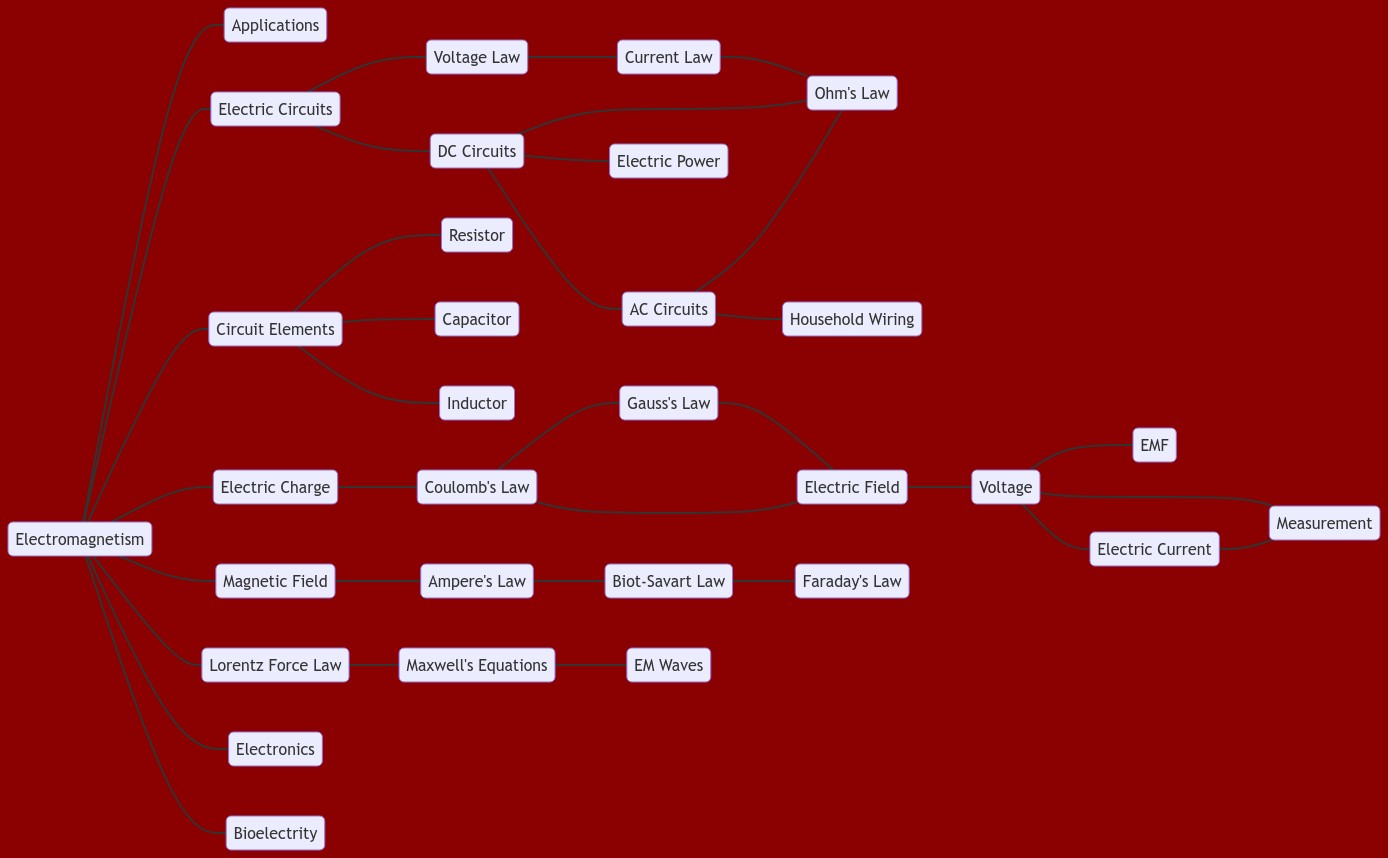 Applications
Voltage Law
Current Law
Ohm's Law
Electric Circuits
DC Circuits
Electric Power
Resistor
AC Circuits
Household Wiring
Circuit Elements
Capacitor
Inductor
Gauss's Law
EMF
Electric Charge
Coulomb's Law
Electric Field
Voltage
Measurement
Electromagnetism
Electric Current
Magnetic Field
Ampere's Law
Biot-Savart Law
Faraday's Law
Lorentz Force Law
Maxwell's Equations
EM Waves
Electronics
Bioelectrity